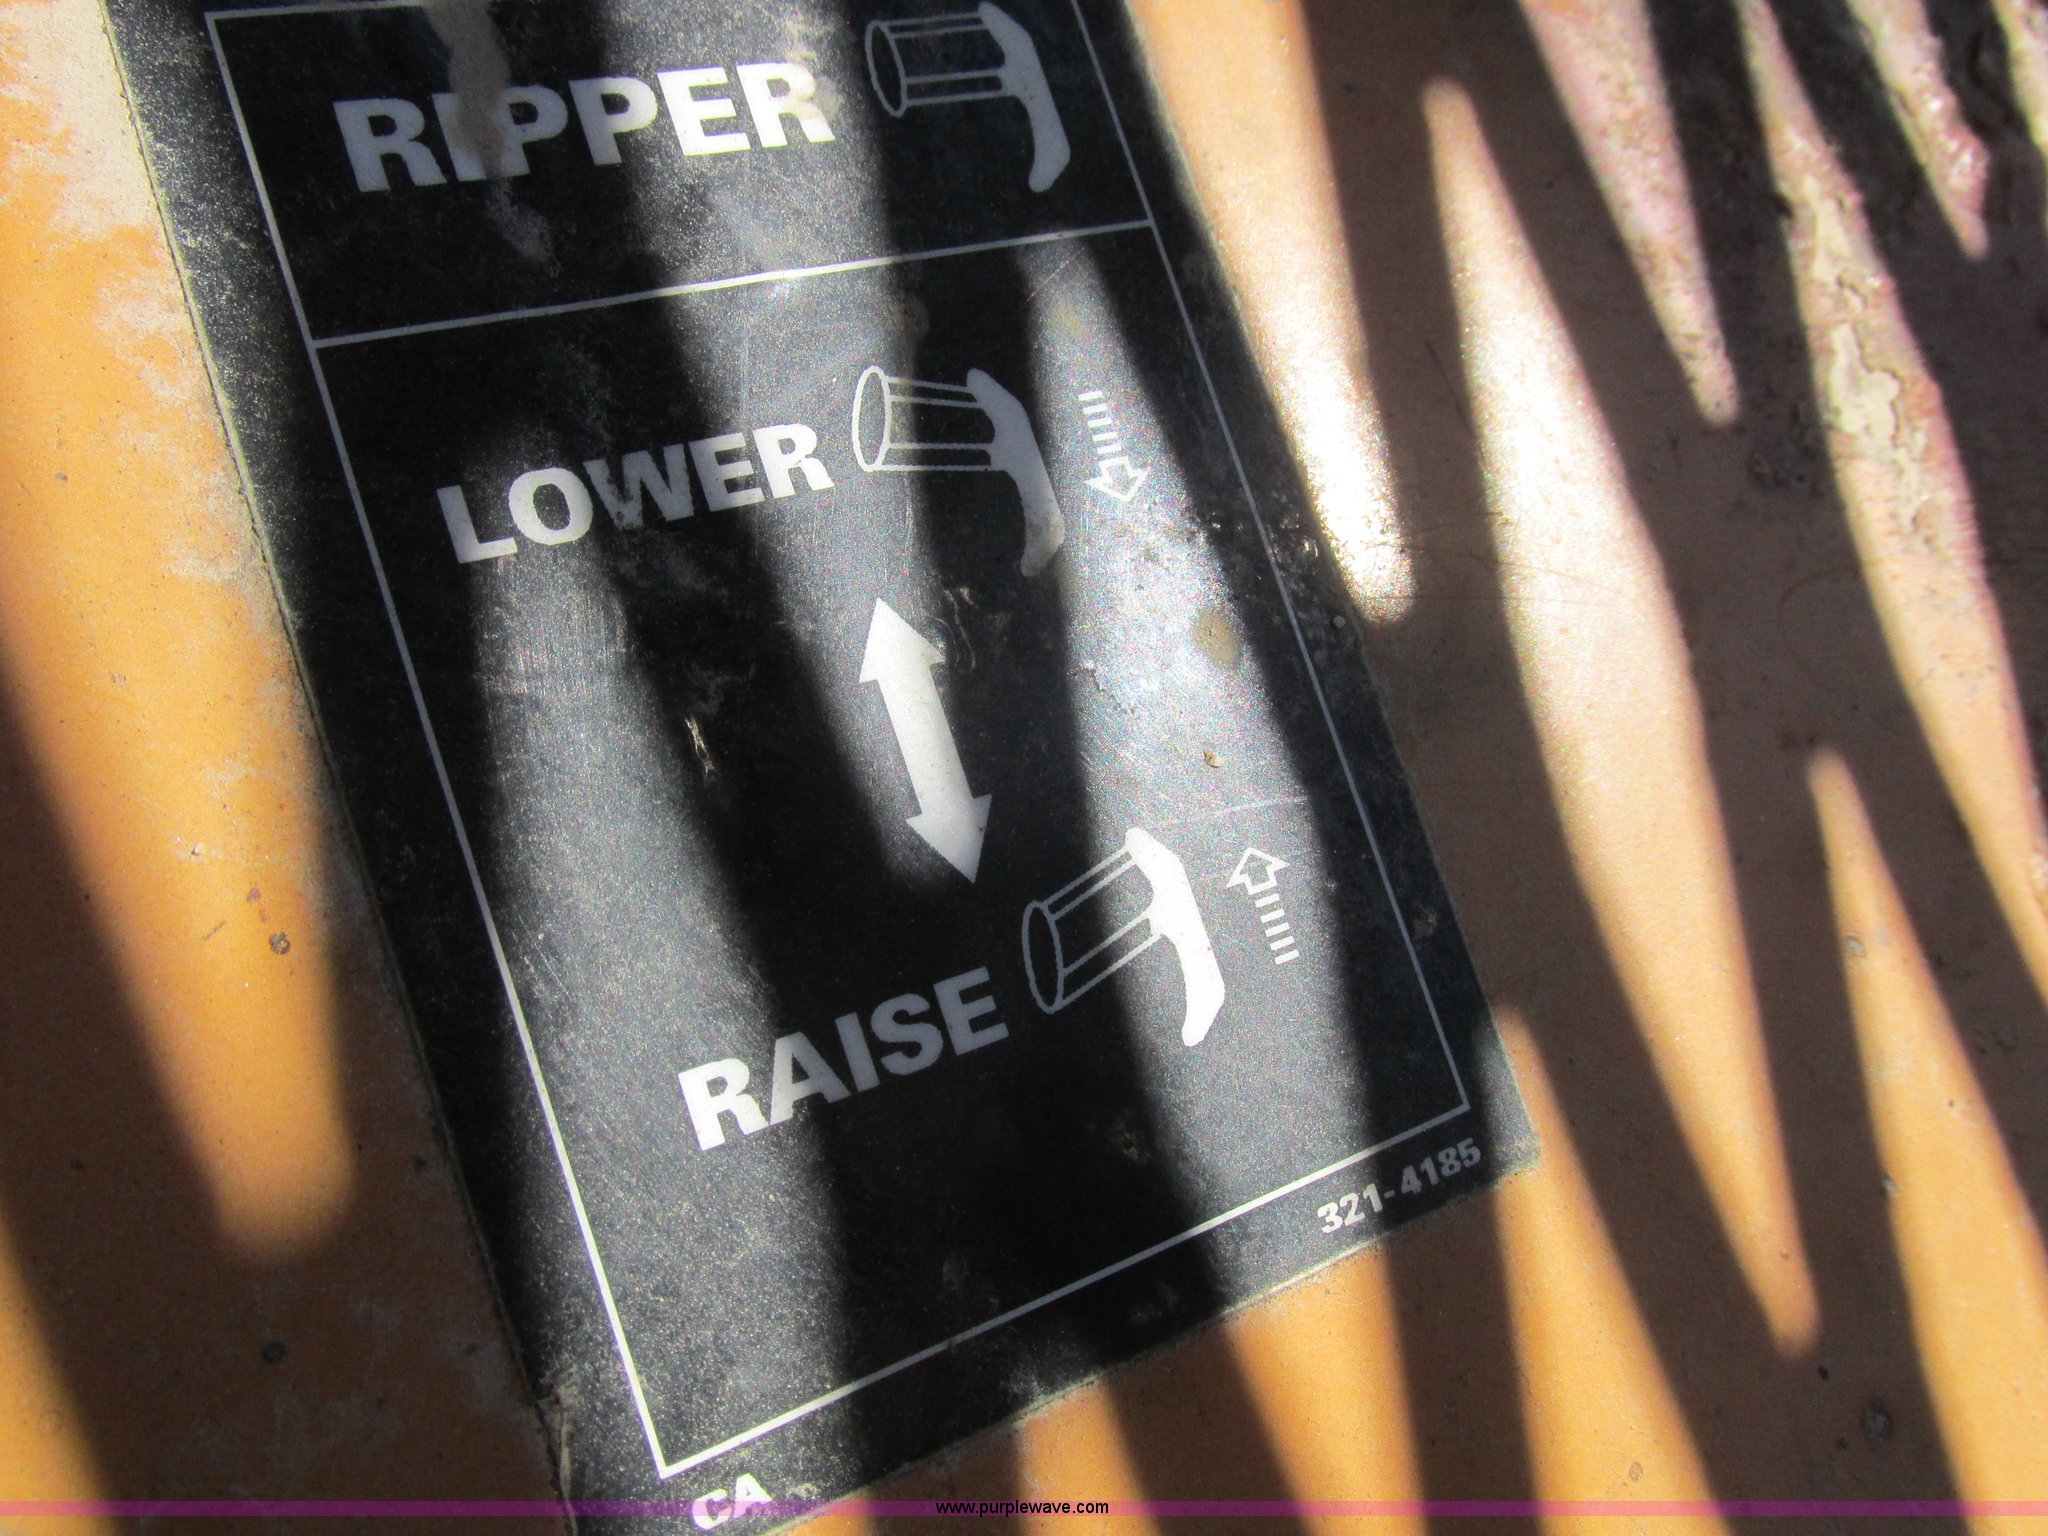 RIPPER
LOWER
RAISE
321-4185
CA
www.purplewave.com